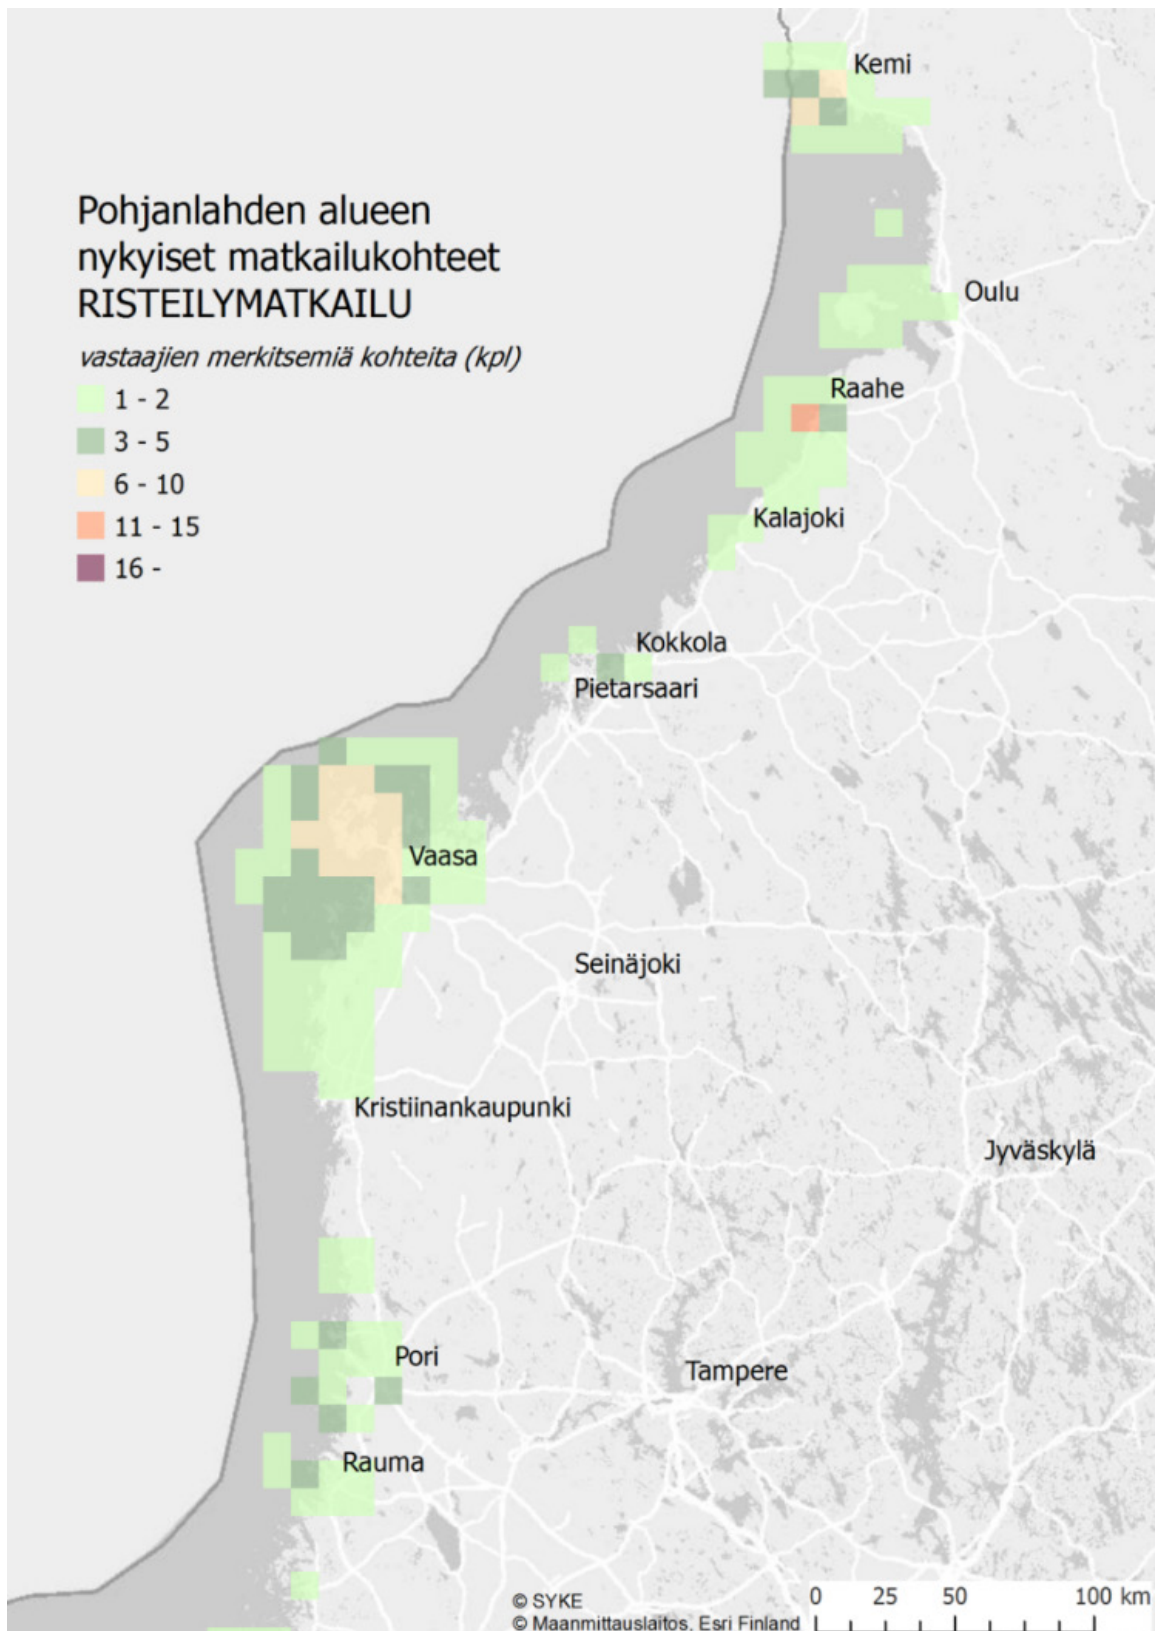 Kemi
Pohjanlahden alueen
nykyiset matkailukohteet
RISTEILYMATKAILU
vastaajien merkitsemiä kohteita (kpl)
1 - 2
3 - 5
6 - 10
11 - 15
16 -
Oulu
Raahe
Kalajoki
Kokkola
Pietarsaari
Vaasa
Seinäjoki
Kristiinankaupunki
Jyväskylä
Pori
Tampere
Rauma
© SYKE
© Maanmittauslaitos, Esri Finland
0 25 50 100 km